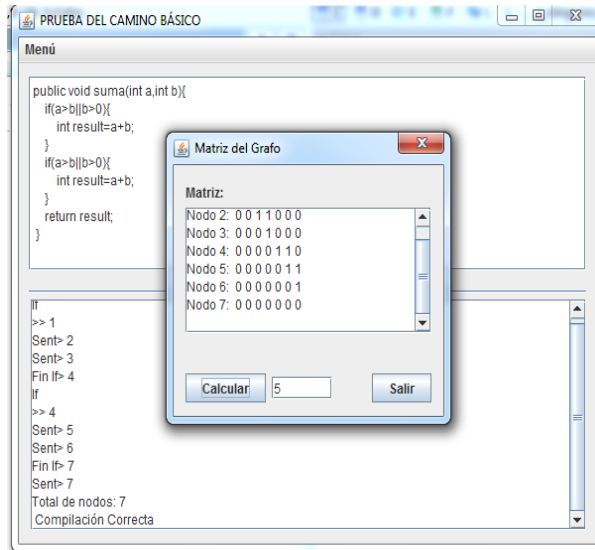 PRUEBA DEL CAMINO BÁSICO
Menú
public void suma(int a,int b){
if(a>b||b>0){
int result=a+b;
}
if(a>b||b>0){
int result=a+b;
}
return result;
}
Matriz del Grafo
Matriz:
Nodo 2: 0 0 1 1 0 0 0
Nodo 3: 0 0 0 1 0 0 0
Nodo 4: 0 0 0 0 1 1 0
Nodo 5: 0 0 0 0 0 1 1
Nodo 6: 0 0 0 0 0 0 1
Nodo 7: 0 0 0 0 0 0 0
Calcular 5 Salir
If
>> 1
Sent> 2
Sent> 3
Fin If> 4
If
>> 4
Sent> 5
Sent> 6
Fin If> 7
Sent> 7
Total de nodos: 7
Compilación Correcta